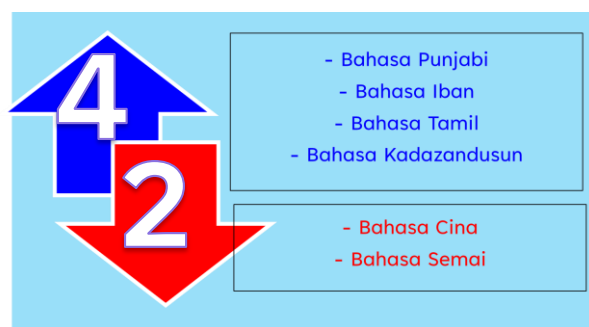 4
- Bahasa Punjabi
- Bahasa Iban
- Bahasa Tamil
- Bahasa Kadazandusun
2
- Bahasa Cina
- Bahasa Semai